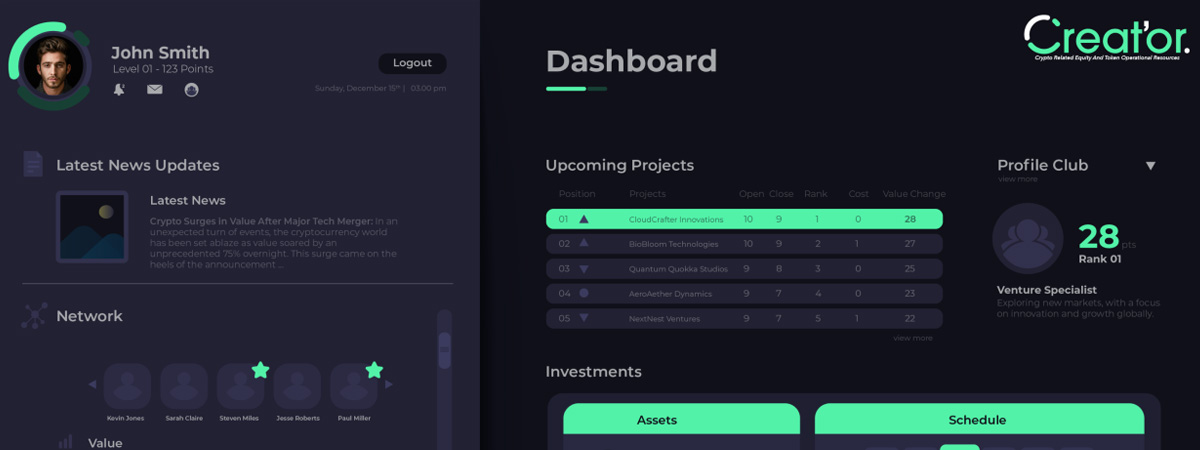 John Smith
Level 01 - 123 Points
Logout
Sunday, December 15th | 03.00 pm
Latest News Updates
Latest News
Crypto Surges in Value After Major Tech Merger: In an
unexpected turn of events, the cryptocurrency world
has been set ablaze as value soared by an
unprecedented 75% overnight. This surge came on the
heels of the announcement ...
Network
Kevin Jones Sarah Claire Steven Miles Jesse Roberts Paul Miller
Value
Dashboard
Creat'or.
Crypto Related Equity And Token Operational Resources
Upcoming Projects
Position Projects Open Close Rank Cost Value Change
01 CloudCrafter Innovations 10 9 1 0 28
02 BioBloom Technologies 10 9 2 1 27
03 Quantum Quokka Studios 9 8 3 0 25
04 AeroAether Dynamics 9 7 4 0 23
05 NextNest Ventures 9 7 5 1 22
view more
Profile Club
view more
28 pts
Rank 01
Venture Specialist
Exploring new markets, with a focus
on innovation and growth globally.
Investments
Assets
Schedule